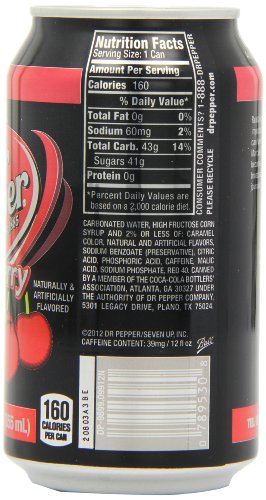 Nutrition Facts
Serving Size: 1 Can
Amount Per Serving
Calories 160
% Daily Value*
Total Fat 0g 0%
Sodium 60mg 2%
Total Carb. 43g 14%
Sugars 41g
Protein 0g
*Percent Daily Values are
based on a 2,000 calorie diet.
CONSUMER COMMENTS? 1-888-DRPEPPER
drpepper.com
PLEASE RECYCLE
CARBONATED WATER, HIGH FRUCTOSE CORN
SYRUP AND 2% OR LESS OF: CARAMEL
COLOR, NATURAL AND ARTIFICIAL FLAVORS,
SODIUM BENZOATE (PRESERVATIVE), CITRIC
ACID, PHOSPHORIC ACID, CAFFEINE, MALIC
ACID, SODIUM PHOSPHATE, RED 40. CANNED
BY A MEMBER OF THE COCA-COLA BOTTLERS'
ASSOCIATION, ATLANTA, GA 30327 UNDER
THE AUTHORITY OF DR PEPPER COMPANY,
5301 LEGACY DRIVE, PLANO, TX 75024.
©2012 DR PEPPER/SEVEN UP, INC.
CAFFEINE CONTENT: 39mg / 12 fl oz
Ball
NATURALLY &
ARTIFICIALLY
FLAVORED
160
CALORIES
PER CAN
0 789530 8